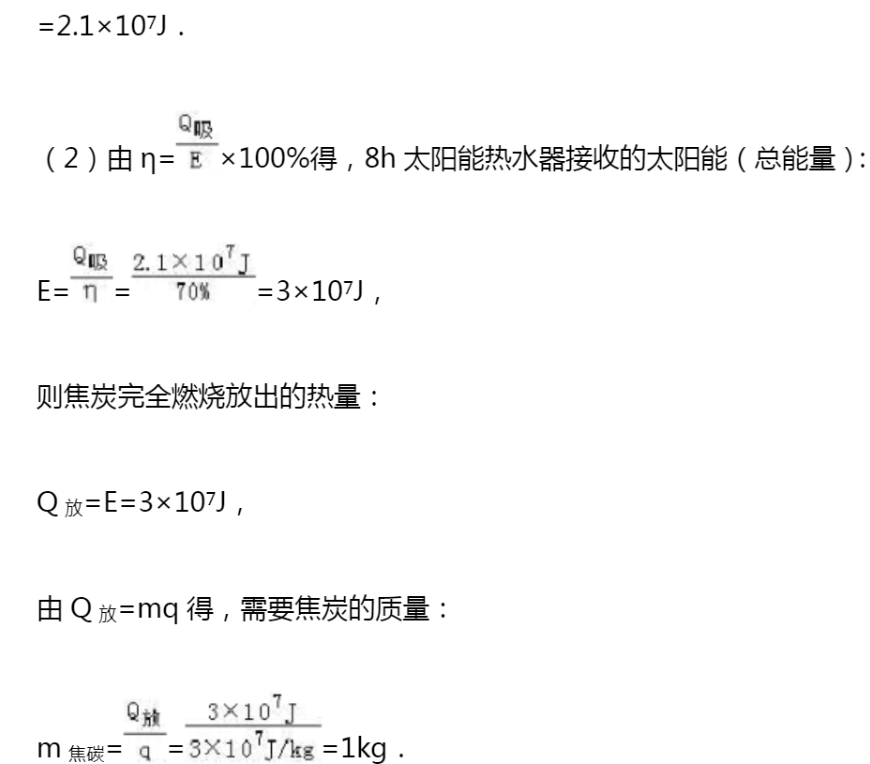 =2.1×10⁷J．
（2）由 η=Q吸/E×100%得，8h 太阳能热水器接收的太阳能（总能量）：
E=Q吸/η=2.1×10⁷J/70%=3×10⁷J，
则焦炭完全燃烧放出的热量：
Q 放=E=3×10⁷J，
由 Q 放=mq 得，需要焦炭的质量：
m 焦碳=Q放/q=3×10⁷J/3×10⁷J/kg=1kg．